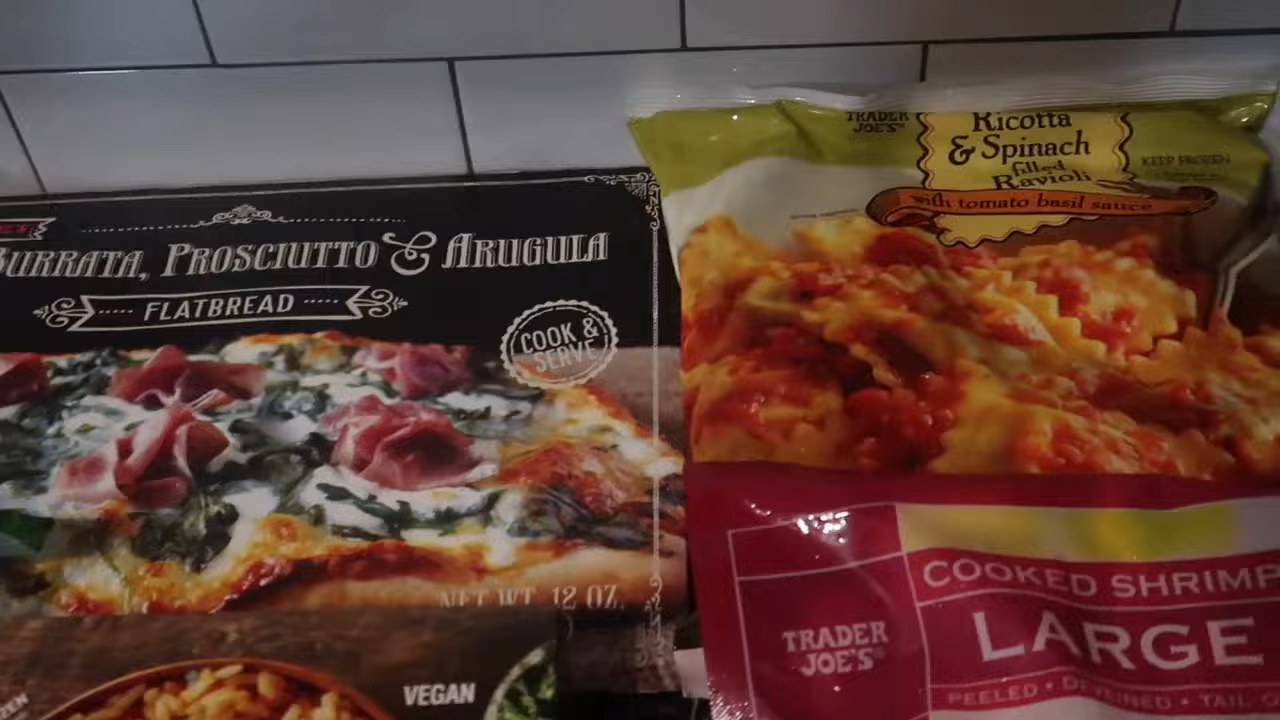 BURRATA, PROSCIUTTO & ARUGULA
FLATBREAD
COOK &
SERVE
NET WT. 12 OZ.
VEGAN
TRADER
JOE'S
Ricotta
& Spinach
filled
Ravioli
with tomato basil sauce
KEEP FROZEN
TRADER
JOE'S
COOKED SHRIMP
LARGE
PEELED • DEVEINED • TAIL